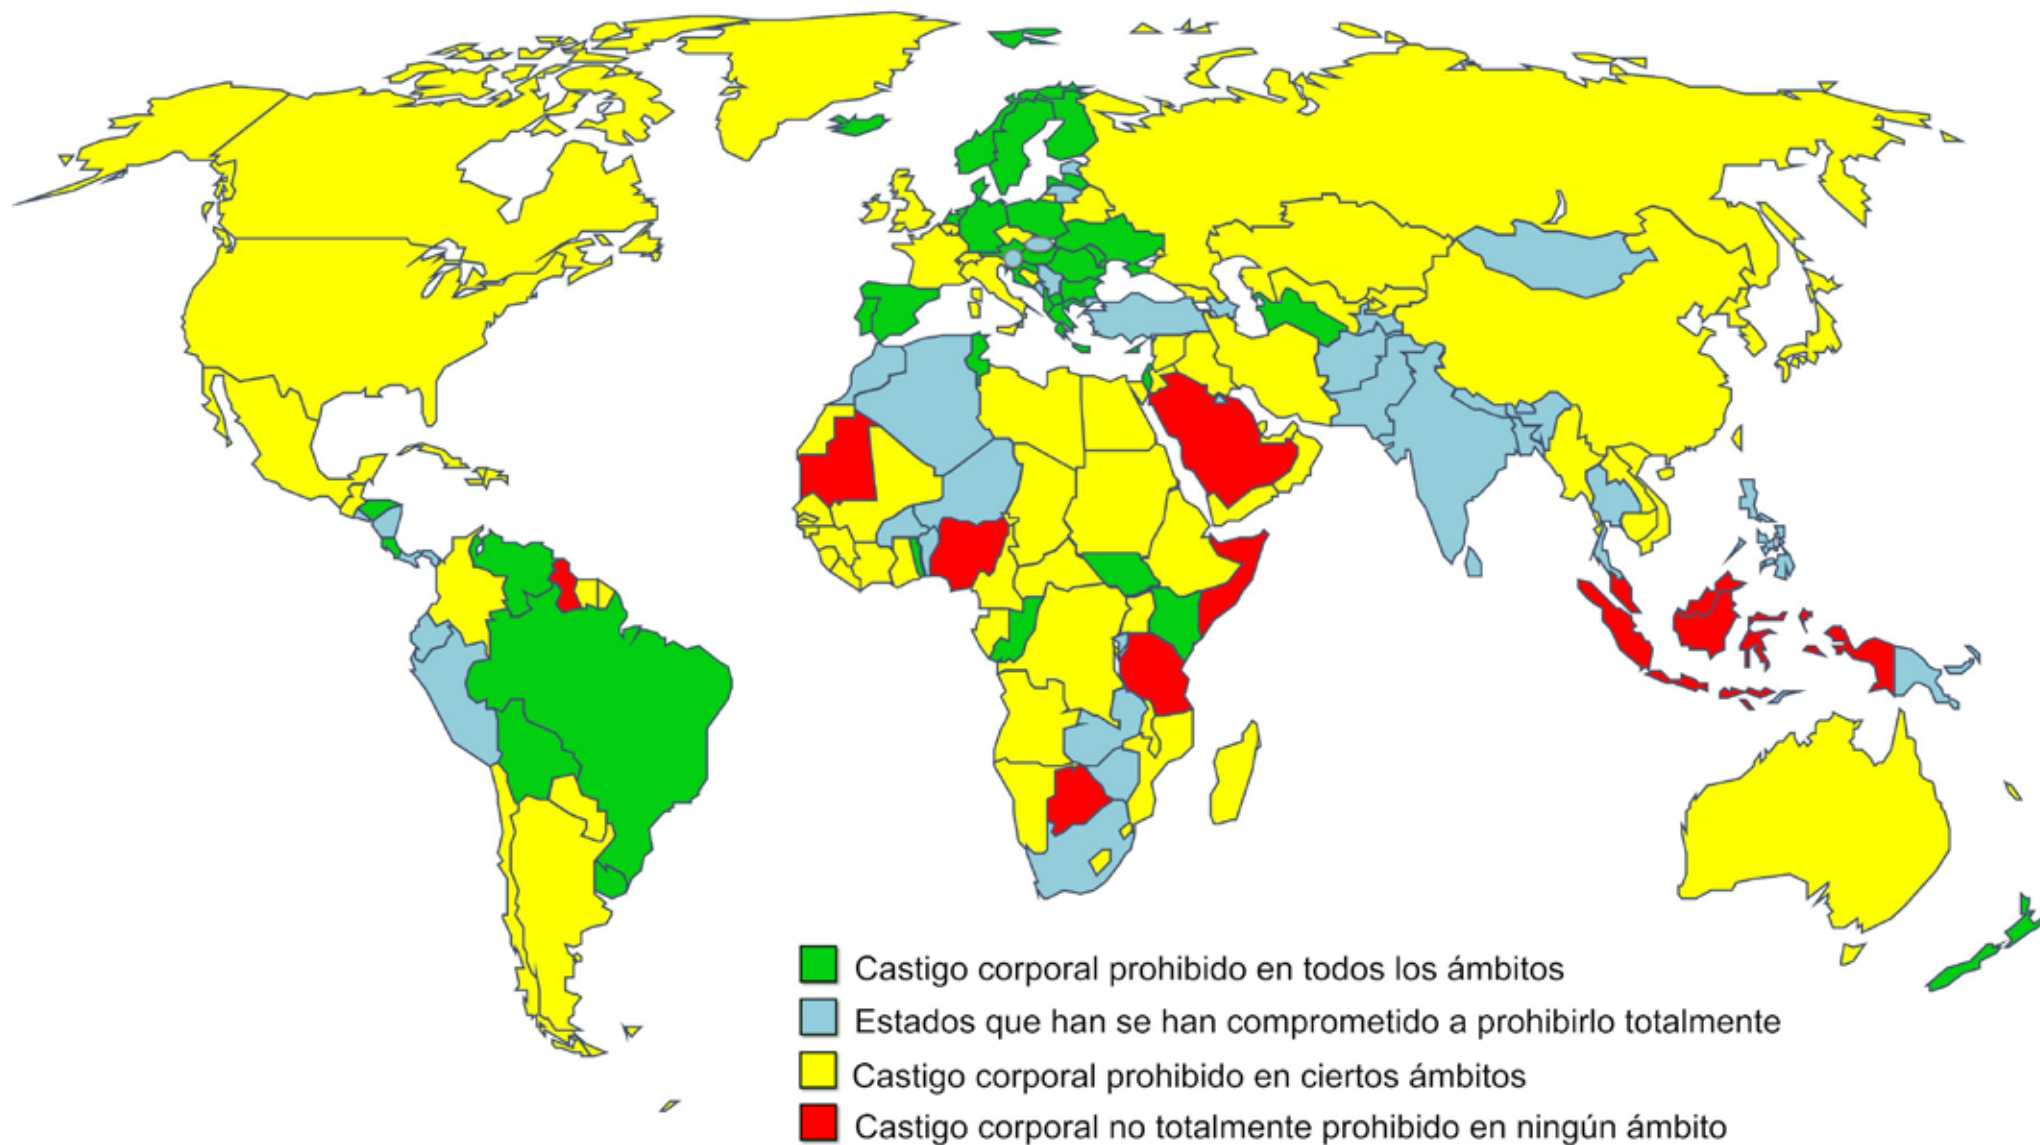 Castigo corporal prohibido en todos los ámbitos
Estados que han se han comprometido a prohibirlo totalmente
Castigo corporal prohibido en ciertos ámbitos
Castigo corporal no totalmente prohibido en ningún ámbito